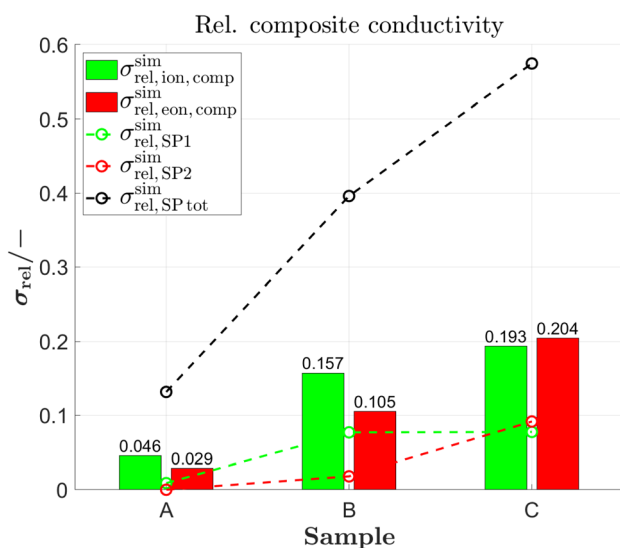 Rel. composite conductivity
0.6
0.5
0.4
0.3
0.2
0.1
0
σ_rel/−
σ^sim_rel,ion,comp
σ^sim_rel,eon,comp
σ^sim_rel,SP1
σ^sim_rel,SP2
σ^sim_rel,SP tot
0.046
0.029
0.157
0.105
0.193
0.204
A
B
C
Sample